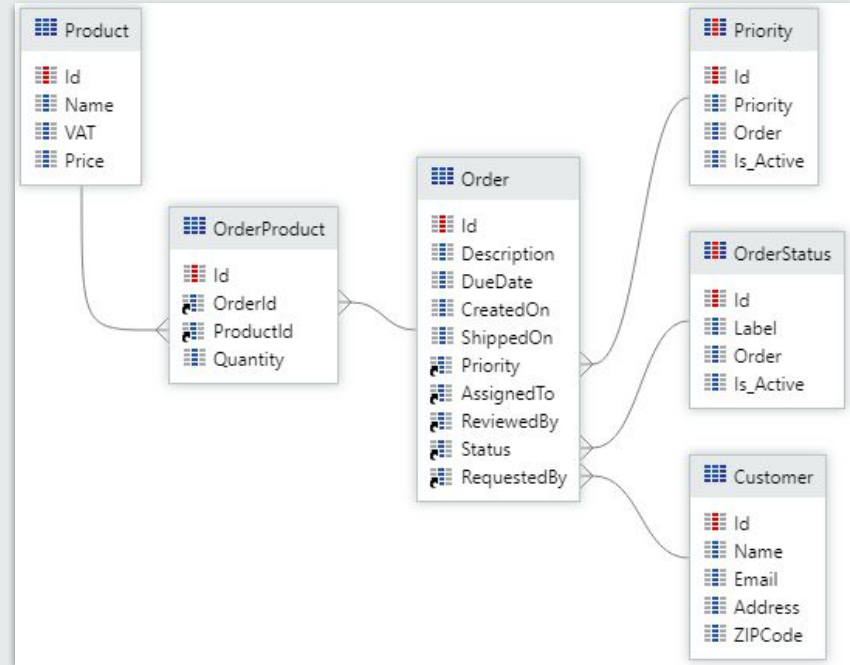 Product
Id
Name
VAT
Price
OrderProduct
Id
OrderId
ProductId
Quantity
Order
Id
Description
DueDate
CreatedOn
ShippedOn
Priority
AssignedTo
ReviewedBy
Status
RequestedBy
Priority
Id
Priority
Order
Is_Active
OrderStatus
Id
Label
Order
Is_Active
Customer
Id
Name
Email
Address
ZIPCode